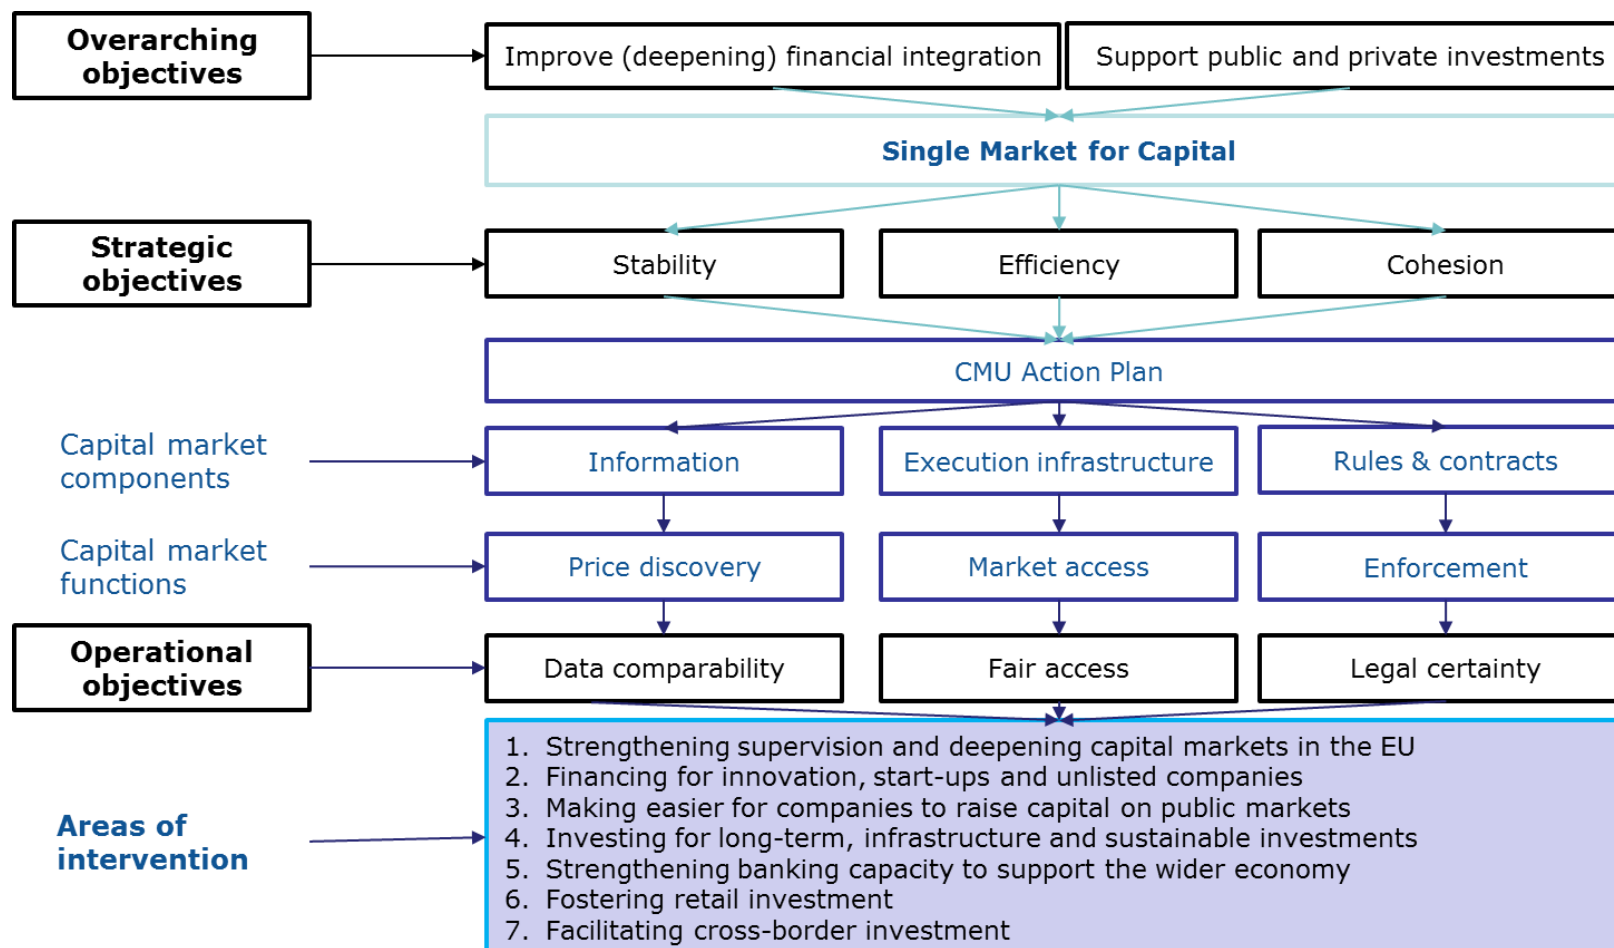 Overarching
objectives
Improve (deepening) financial integration
Support public and private investments
Single Market for Capital
Strategic
objectives
Stability
Efficiency
Cohesion
CMU Action Plan
Capital market
components
Information
Execution infrastructure
Rules & contracts
Capital market
functions
Price discovery
Market access
Enforcement
Operational
objectives
Data comparability
Fair access
Legal certainty
Areas of
intervention
1. Strengthening supervision and deepening capital markets in the EU
2. Financing for innovation, start-ups and unlisted companies
3. Making easier for companies to raise capital on public markets
4. Investing for long-term, infrastructure and sustainable investments
5. Strengthening banking capacity to support the wider economy
6. Fostering retail investment
7. Facilitating cross-border investment